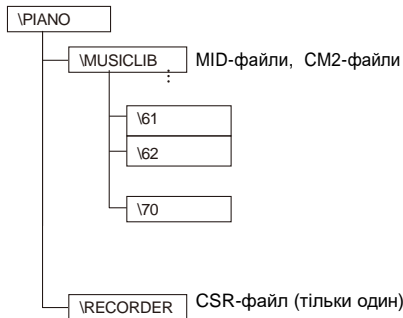 \PIANO
\MUSICLIB MID-файли, CM2-файли
⋮
\61
\62
\70
\RECORDER CSR-файл (тільки один)